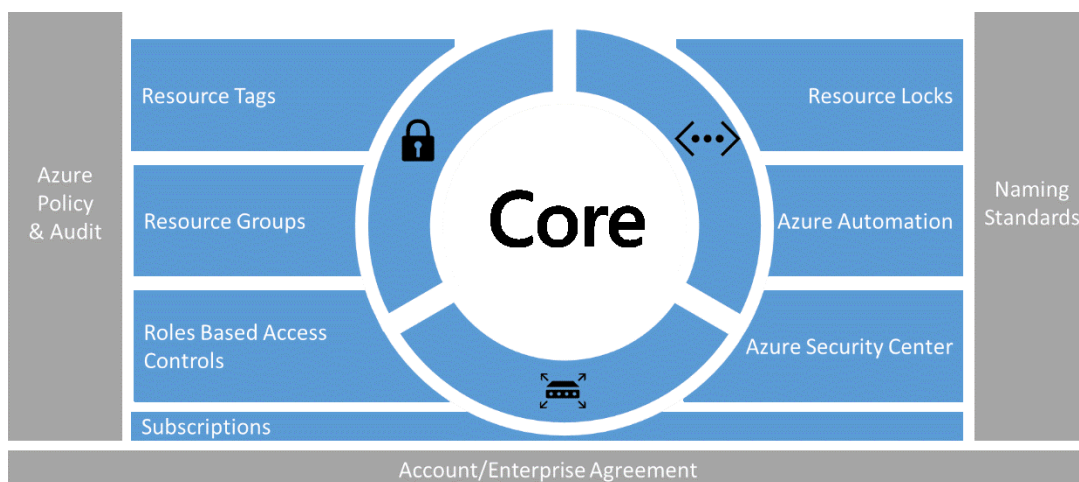 Azure
Policy
& Audit
Resource Tags
Resource Groups
Roles Based Access
Controls
Subscriptions
Core
Resource Locks
Azure Automation
Azure Security Center
Naming
Standards
Account/Enterprise Agreement